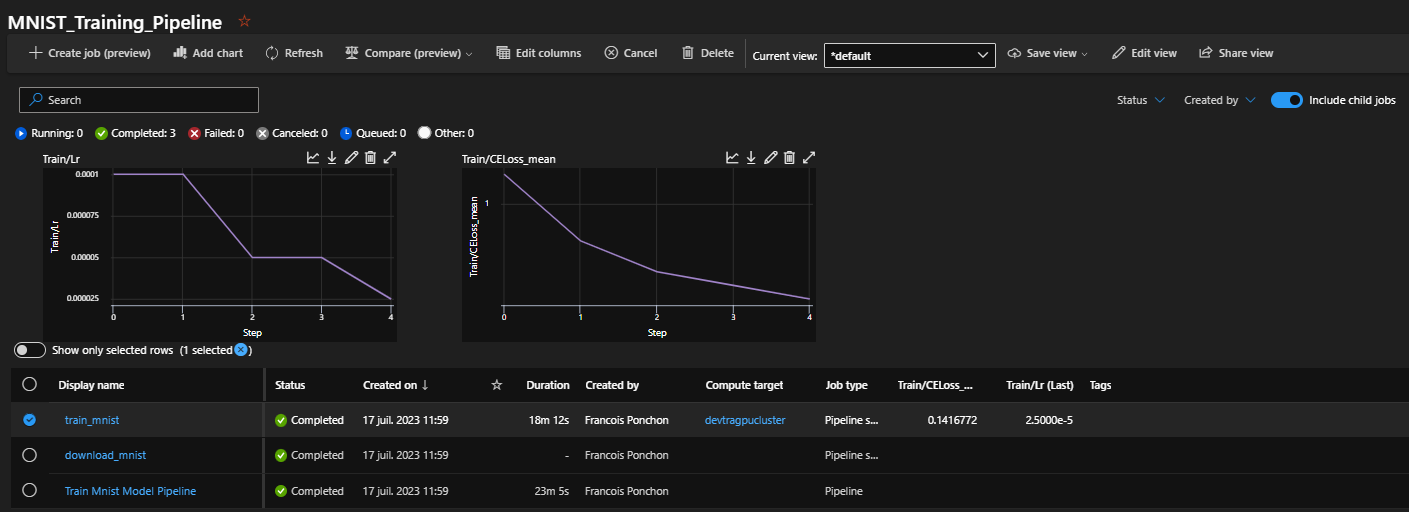 MNIST_Training_Pipeline
Create job (preview) Add chart Refresh Compare (preview) Edit columns Cancel Delete Current view: *default Save view Edit view Share view
Search Status Created by Include child jobs
Running: 0 Completed: 3 Failed: 0 Canceled: 0 Queued: 0 Other: 0
Train/Lr
0.0001
0.000075
0.00005
0.000025
Train/Lr
0 1 2 3 4
Step
Train/CELoss_mean
1
Train/CELoss_mean
0 1 2 3 4
Step
Show only selected rows (1 selected )
Display name Status Created on ↓ Duration Created by Compute target Job type Train/CELoss_... Train/Lr (Last) Tags
train_mnist Completed 17 juil. 2023 11:59 18m 12s Francois Ponchon devtragpucluster Pipeline s... 0.1416772 2.5000e-5
download_mnist Completed 17 juil. 2023 11:59 - Francois Ponchon Pipeline s...
Train Mnist Model Pipeline Completed 17 juil. 2023 11:59 23m 5s Francois Ponchon Pipeline